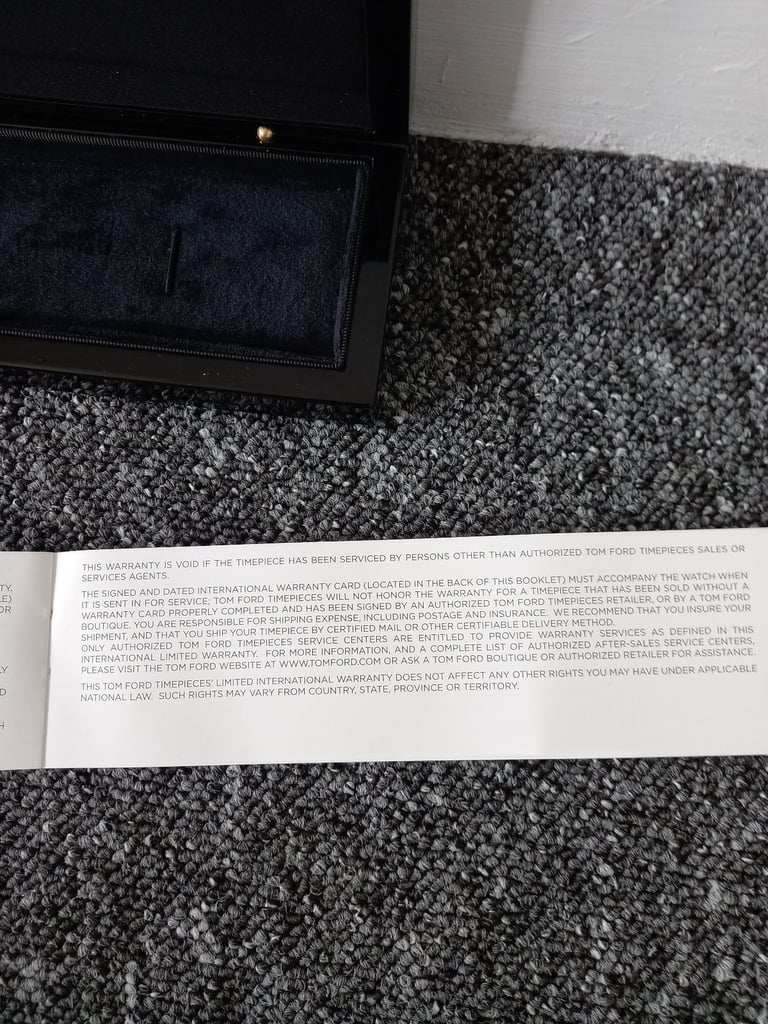 THIS WARRANTY IS VOID IF THE TIMEPIECE HAS BEEN SERVICED BY PERSONS OTHER THAN AUTHORIZED TOM FORD TIMEPIECES SALES OR
SERVICES AGENTS.
THE SIGNED AND DATED INTERNATIONAL WARRANTY CARD (LOCATED IN THE BACK OF THIS BOOKLET) MUST ACCOMPANY THE WATCH WHEN
IT IS SENT IN FOR SERVICE; TOM FORD TIMEPIECES WILL NOT HONOR THE WARRANTY FOR A TIMEPIECE THAT HAS BEEN SOLD WITHOUT A
WARRANTY CARD PROPERLY COMPLETED AND HAS BEEN SIGNED BY AN AUTHORIZED TOM FORD TIMEPIECES RETAILER, OR BY A TOM FORD
BOUTIQUE. YOU ARE RESPONSIBLE FOR SHIPPING EXPENSE, INCLUDING POSTAGE AND INSURANCE. WE RECOMMEND THAT YOU INSURE YOUR
SHIPMENT, AND THAT YOU SHIP YOUR TIMEPIECE BY CERTIFIED MAIL OR OTHER CERTIFIABLE DELIVERY METHOD.
ONLY AUTHORIZED TOM FORD TIMEPIECES SERVICE CENTERS ARE ENTITLED TO PROVIDE WARRANTY SERVICES AS DEFINED IN THIS
INTERNATIONAL LIMITED WARRANTY. FOR MORE INFORMATION, AND A COMPLETE LIST OF AUTHORIZED AFTER-SALES SERVICE CENTERS,
PLEASE VISIT THE TOM FORD WEBSITE AT WWW.TOMFORD.COM OR ASK A TOM FORD BOUTIQUE OR AUTHORIZED RETAILER FOR ASSISTANCE.
THIS TOM FORD TIMEPIECES' LIMITED INTERNATIONAL WARRANTY DOES NOT AFFECT ANY OTHER RIGHTS YOU MAY HAVE UNDER APPLICABLE
NATIONAL LAW. SUCH RIGHTS MAY VARY FROM COUNTRY, STATE, PROVINCE OR TERRITORY.